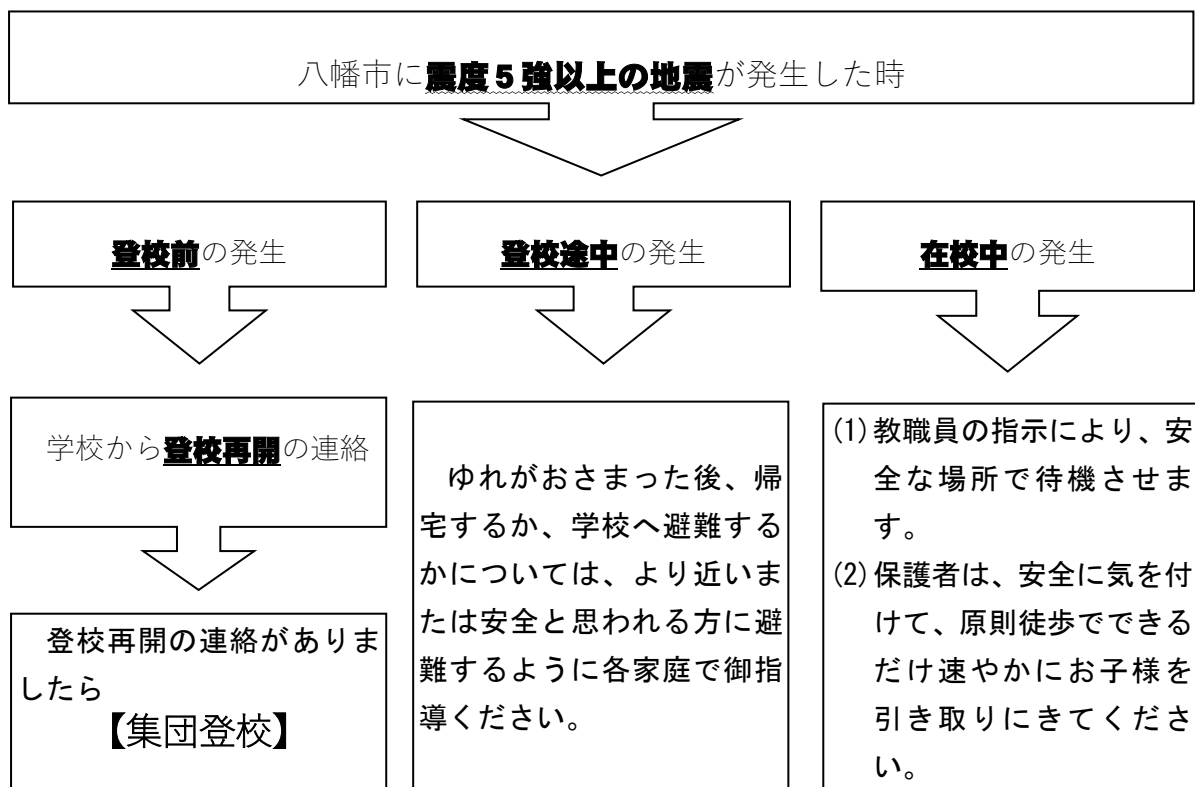 八幡市に震度５強以上の地震が発生した時
登校前の発生
登校途中の発生
在校中の発生
学校から登校再開の連絡
登校再開の連絡がありま
したら
【集団登校】
ゆれがおさまった後、帰
宅するか、学校へ避難する
かについては、より近いま
たは安全と思われる方に避
難するように各家庭で御指
導ください。
(1) 教職員の指示により、安
全な場所で待機させま
す。
(2) 保護者は、安全に気を付
けて、原則徒歩でできる
だけ速やかにお子様を
引き取りにきてくださ
い。